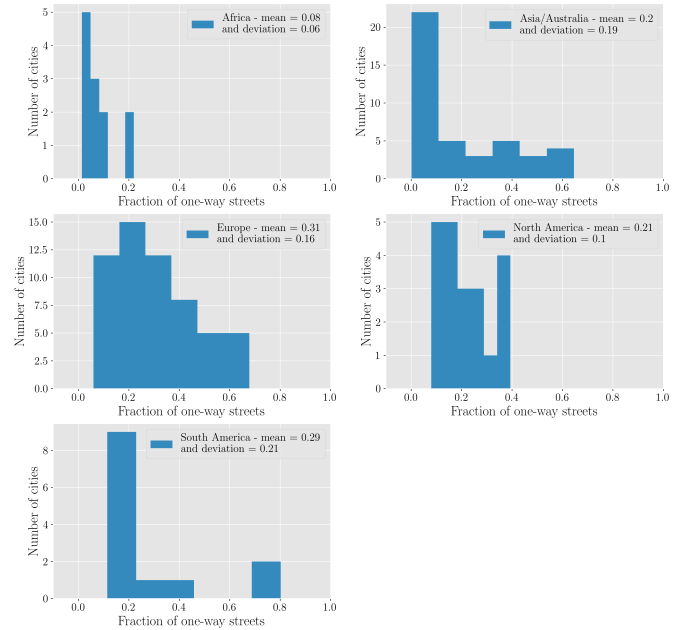 Africa - mean = 0.08
and deviation = 0.06
5
4
3
2
1
0
Number of cities
0.0 0.2 0.4 0.6 0.8 1.0
Fraction of one-way streets
Asia/Australia - mean = 0.2
and deviation = 0.19
20
15
10
5
0
Number of cities
0.0 0.2 0.4 0.6 0.8 1.0
Fraction of one-way streets
Europe - mean = 0.31
and deviation = 0.16
15.0
12.5
10.0
7.5
5.0
2.5
0.0
Number of cities
0.0 0.2 0.4 0.6 0.8 1.0
Fraction of one-way streets
North America - mean = 0.21
and deviation = 0.1
5
4
3
2
1
0
Number of cities
0.0 0.2 0.4 0.6 0.8 1.0
Fraction of one-way streets
South America - mean = 0.29
and deviation = 0.21
8
6
4
2
0
Number of cities
0.0 0.2 0.4 0.6 0.8 1.0
Fraction of one-way streets